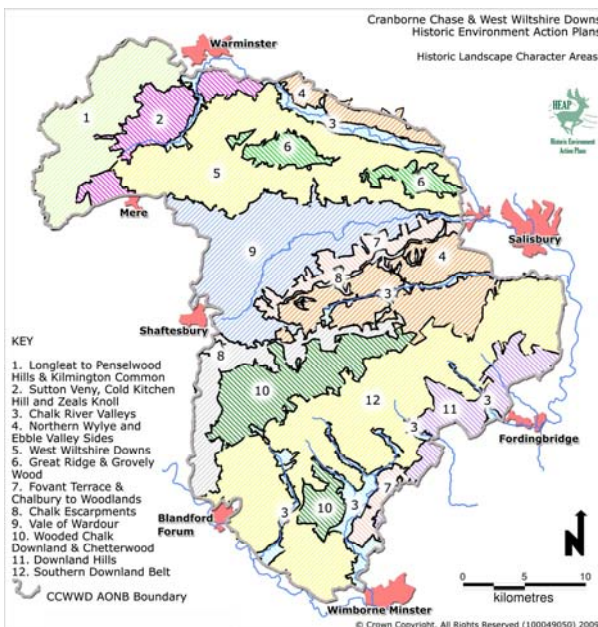 Cranborne Chase & West Wiltshire Downs
Historic Environment Action Plans
Historic Landscape Character Areas
HEAP
Historic Environment
Action Plans
Warminster
4
3
1
2
6
5
6
Mere
Salisbury
7
9
4
8
3
Shaftesbury
8
10
12
11
3
3
Fordingbridge
7
3
10
3
Blandford
Forum
Wimborne Minster
KEY
1. Longleat to Penselwood
Hills & Kilmington Common
2. Sutton Veny, Cold Kitchen
Hill and Zeals Knoll
3. Chalk River Valleys
4. Northern Wylye and
Ebble Valley Sides
5. West Wiltshire Downs
6. Great Ridge & Grovely
Wood
7. Fovant Terrace &
Chalbury to Woodlands
8. Chalk Escarpments
9. Vale of Wardour
10. Wooded Chalk
Downland & Chetterwood
11. Downland Hills
12. Southern Downland Belt
CCWWD AONB Boundary
N
0 5 10
kilometres
© Crown Copyright. All Rights Reserved (100049050) 2009